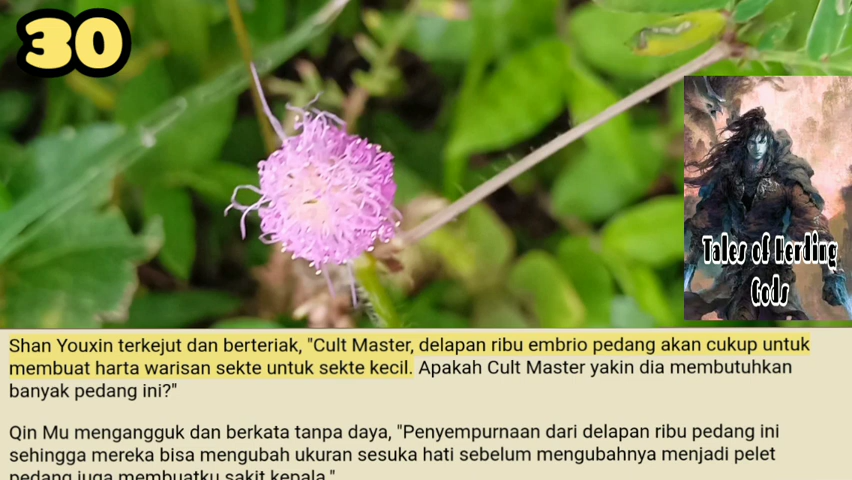 30
Tales of Herding
Gods
Shan Youxin terkejut dan berteriak, "Cult Master, delapan ribu embrio pedang akan cukup untuk
membuat harta warisan sekte untuk sekte kecil. Apakah Cult Master yakin dia membutuhkan
banyak pedang ini?"
Qin Mu mengangguk dan berkata tanpa daya, "Penyempurnaan dari delapan ribu pedang ini
sehingga mereka bisa mengubah ukuran sesuka hati sebelum mengubahnya menjadi pelet
pedang juga membuatku sakit kepala."